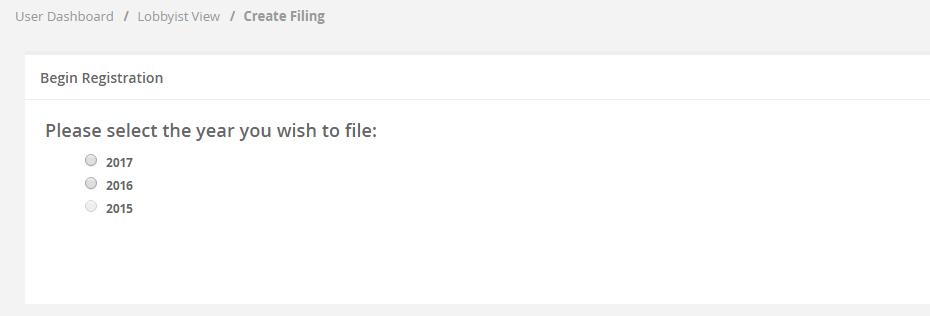 User Dashboard / Lobbyist View / Create Filing
Begin Registration
Please select the year you wish to file:
2017
2016
2015